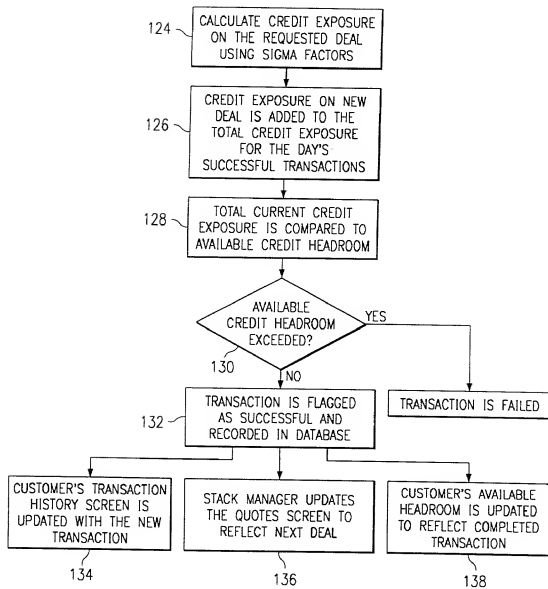 124
CALCULATE CREDIT EXPOSURE
ON THE REQUESTED DEAL
USING SIGMA FACTORS
126
CREDIT EXPOSURE ON NEW
DEAL IS ADDED TO THE
TOTAL CREDIT EXPOSURE
FOR THE DAY'S
SUCCESSFUL TRANSACTIONS
128
TOTAL CURRENT CREDIT
EXPOSURE IS COMPARED TO
AVAILABLE CREDIT HEADROOM
AVAILABLE
CREDIT HEADROOM
EXCEEDED?
YES
130
NO
TRANSACTION IS FAILED
132
TRANSACTION IS FLAGGED
AS SUCCESSFUL AND
RECORDED IN DATABASE
CUSTOMER'S TRANSACTION
HISTORY SCREEN IS
UPDATED WITH THE NEW
TRANSACTION
134
STACK MANAGER UPDATES
THE QUOTES SCREEN TO
REFLECT NEXT DEAL
136
CUSTOMER'S AVAILABLE
HEADROOM IS UPDATED
TO REFLECT COMPLETED
TRANSACTION
138